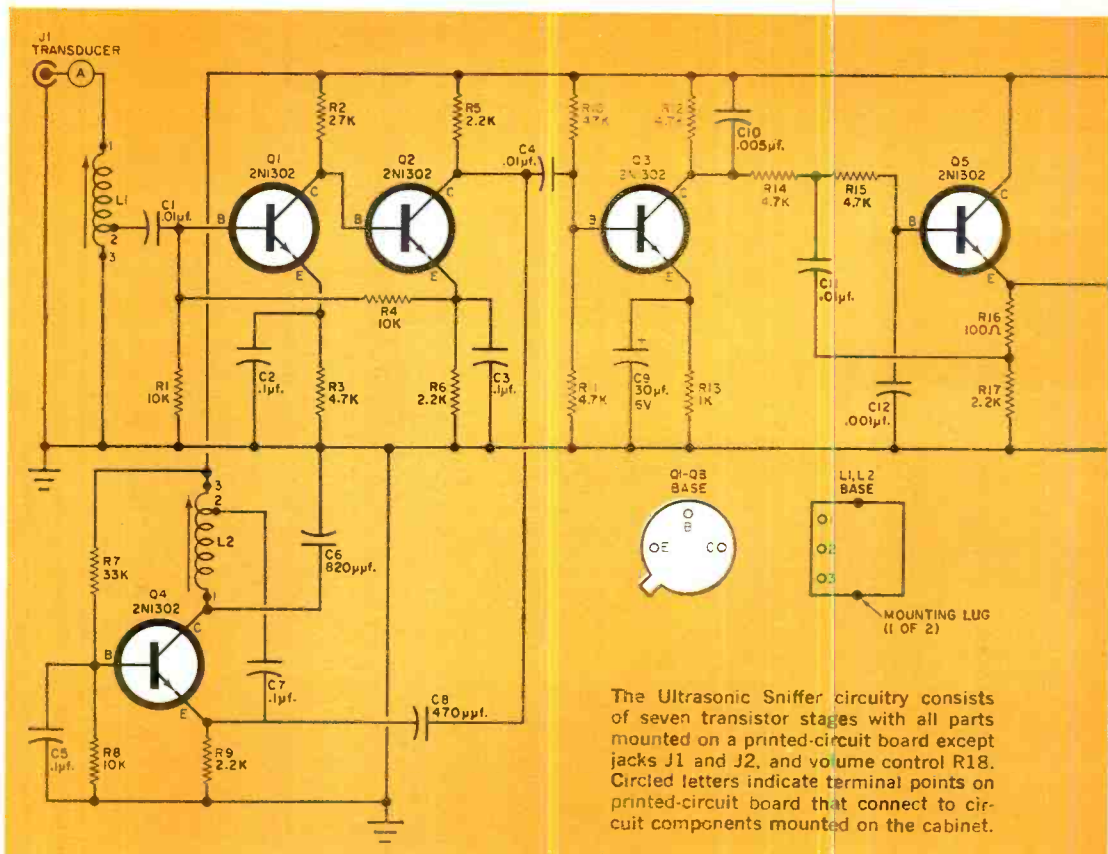 J1
TRANSDUCER
A
1
L1
2
3
C1
.01µf.
R1
10K
R2
27K
Q1
2N1302
B
C
E
C2
.1µf.
R3
4.7K
R4
10K
R5
2.2K
Q2
2N1302
B
C
E
R6
2.2K
C3
.1µf.
C4
.01µf.
R10
47K
R11
4.7K
R12
4.7K
Q3
2N1302
B
C
E
C9
30µf.
6V
+
R13
1K
C10
.005µf.
R14
4.7K
R15
4.7K
C11
.01µf.
C12
.001µf.
Q5
2N1302
B
C
E
R16
100Ω
R17
2.2K
R7
33K
3
2
L2
1
C6
820µµf.
Q4
2N1302
B
C
E
C7
.1µf.
C8
470µµf.
C5
.1µf.
R8
10K
R9
2.2K
Q1-Q8
BASE
B
E
C
L1, L2
BASE
1
2
3
MOUNTING LUG
(1 OF 2)
The Ultrasonic Sniffer circuitry consists
of seven transistor stages with all parts
mounted on a printed-circuit board except
jacks J1 and J2, and volume control R18.
Circled letters indicate terminal points on
printed-circuit board that connect to cir-
cuit components mounted on the cabinet.